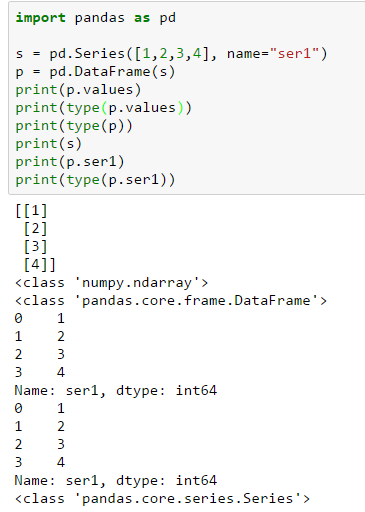 import pandas as pd
s = pd.Series([1,2,3,4], name="ser1")
p = pd.DataFrame(s)
print(p.values)
print(type(p.values))
print(type(p))
print(s)
print(p.ser1)
print(type(p.ser1))
[[1]
 [2]
 [3]
 [4]]
<class 'numpy.ndarray'>
<class 'pandas.core.frame.DataFrame'>
0    1
1    2
2    3
3    4
Name: ser1, dtype: int64
0    1
1    2
2    3
3    4
Name: ser1, dtype: int64
<class 'pandas.core.series.Series'>